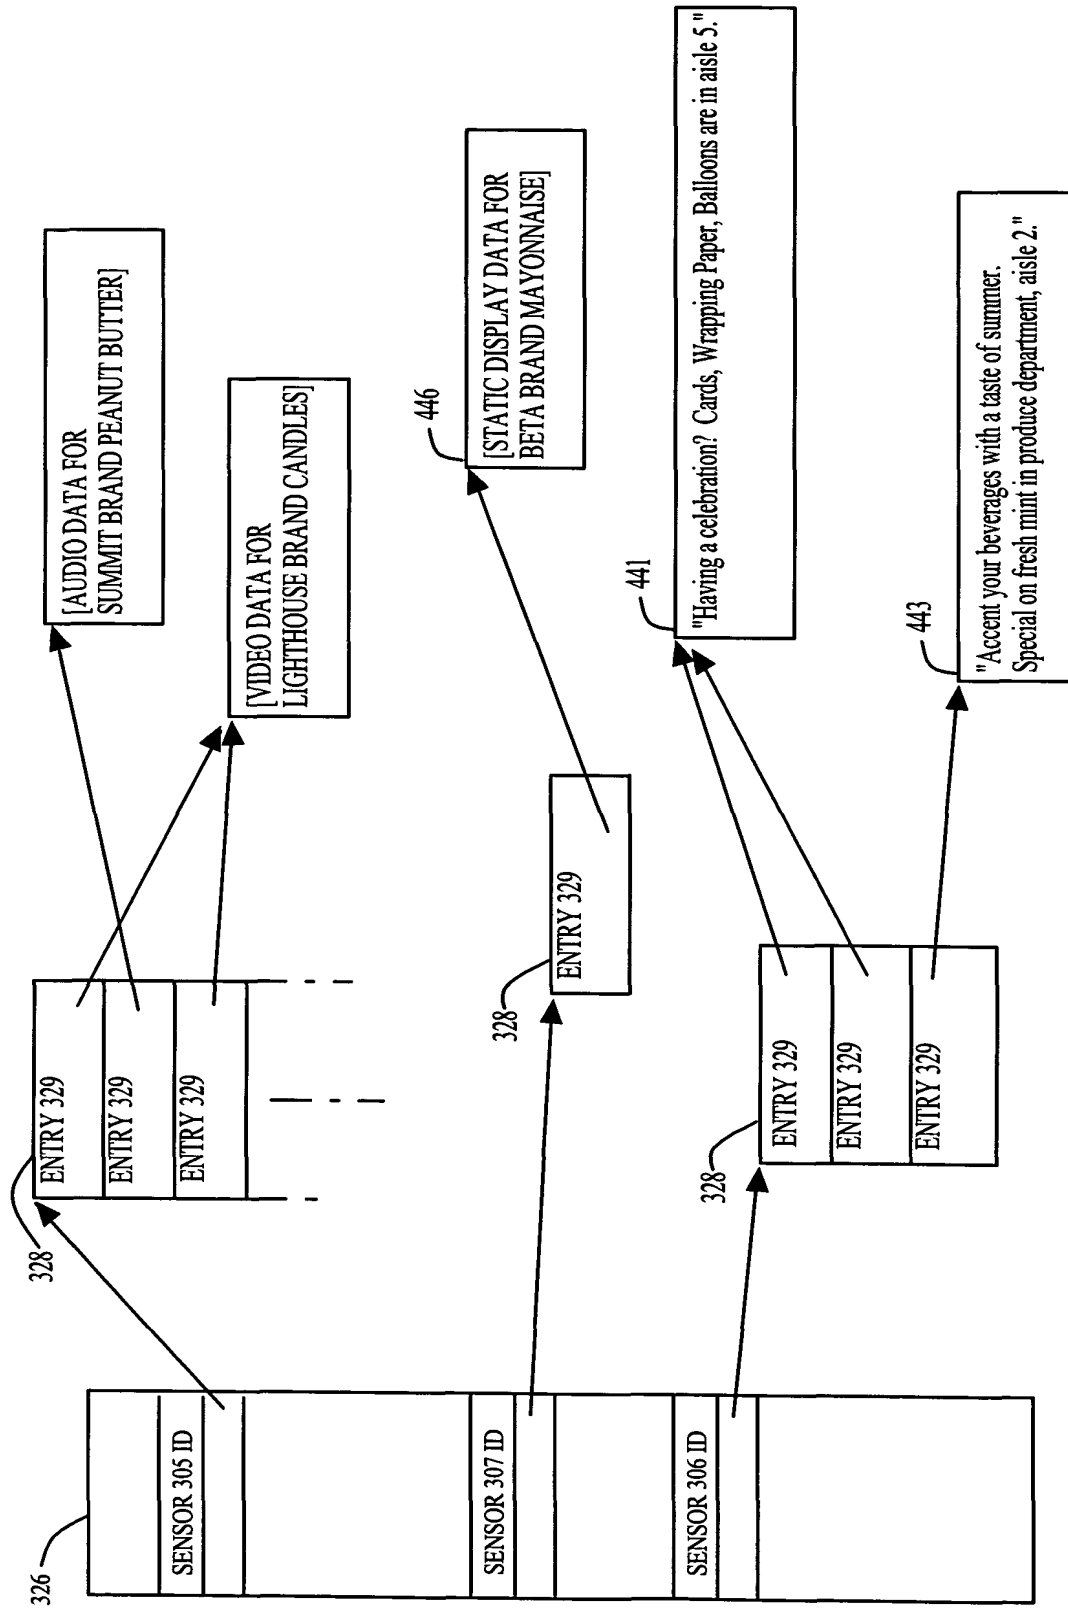 326
SENSOR 305 ID
SENSOR 307 ID
SENSOR 306 ID
328
ENTRY 329
ENTRY 329
ENTRY 329
328
ENTRY 329
328
ENTRY 329
ENTRY 329
ENTRY 329
[AUDIO DATA FOR
SUMMIT BRAND PEANUT BUTTER]
[VIDEO DATA FOR
LIGHTHOUSE BRAND CANDLES]
446
[STATIC DISPLAY DATA FOR
BETA BRAND MAYONNAISE]
441
"Having a celebration? Cards, Wrapping Paper, Balloons are in aisle 5."
443
"Accent your beverages with a taste of summer.
Special on fresh mint in produce department, aisle 2."